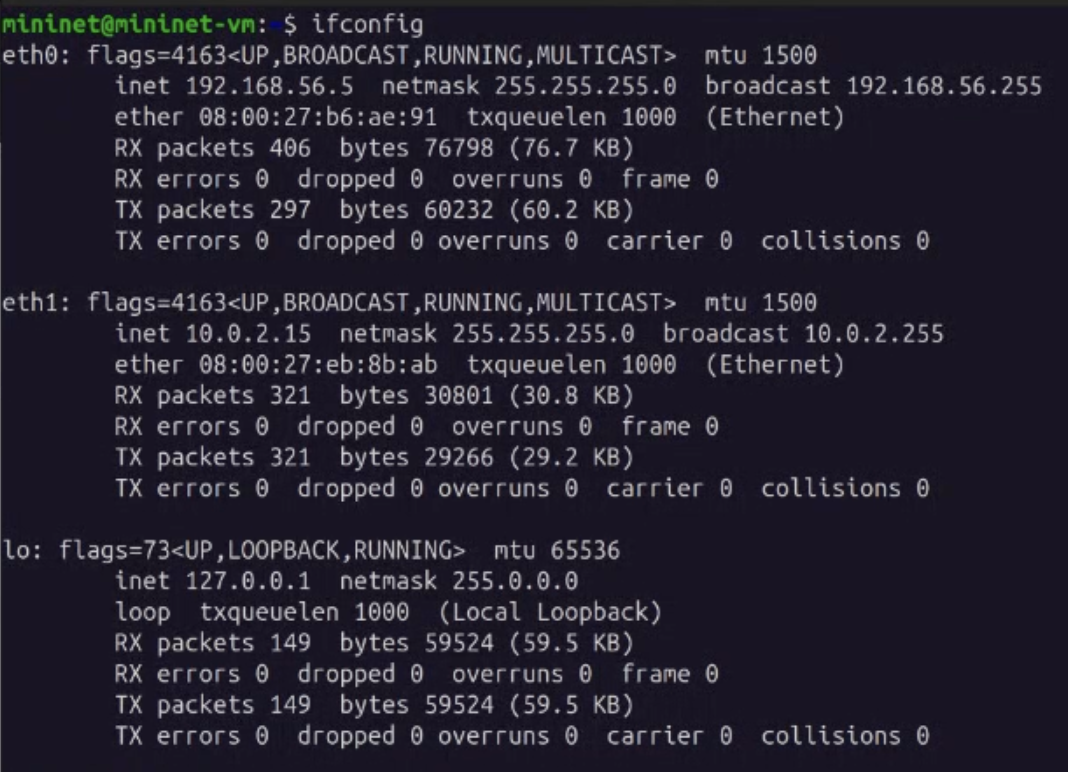 mininet@mininet-vm:~$ ifconfig
eth0: flags=4163<UP,BROADCAST,RUNNING,MULTICAST>  mtu 1500
        inet 192.168.56.5  netmask 255.255.255.0  broadcast 192.168.56.255
        ether 08:00:27:b6:ae:91  txqueuelen 1000  (Ethernet)
        RX packets 406  bytes 76798 (76.7 KB)
        RX errors 0  dropped 0  overruns 0  frame 0
        TX packets 297  bytes 60232 (60.2 KB)
        TX errors 0  dropped 0 overruns 0  carrier 0  collisions 0

eth1: flags=4163<UP,BROADCAST,RUNNING,MULTICAST>  mtu 1500
        inet 10.0.2.15  netmask 255.255.255.0  broadcast 10.0.2.255
        ether 08:00:27:eb:8b:ab  txqueuelen 1000  (Ethernet)
        RX packets 321  bytes 30801 (30.8 KB)
        RX errors 0  dropped 0  overruns 0  frame 0
        TX packets 321  bytes 29266 (29.2 KB)
        TX errors 0  dropped 0 overruns 0  carrier 0  collisions 0

lo: flags=73<UP,LOOPBACK,RUNNING>  mtu 65536
        inet 127.0.0.1  netmask 255.0.0.0
        loop  txqueuelen 1000  (Local Loopback)
        RX packets 149  bytes 59524 (59.5 KB)
        RX errors 0  dropped 0  overruns 0  frame 0
        TX packets 149  bytes 59524 (59.5 KB)
        TX errors 0  dropped 0 overruns 0  carrier 0  collisions 0